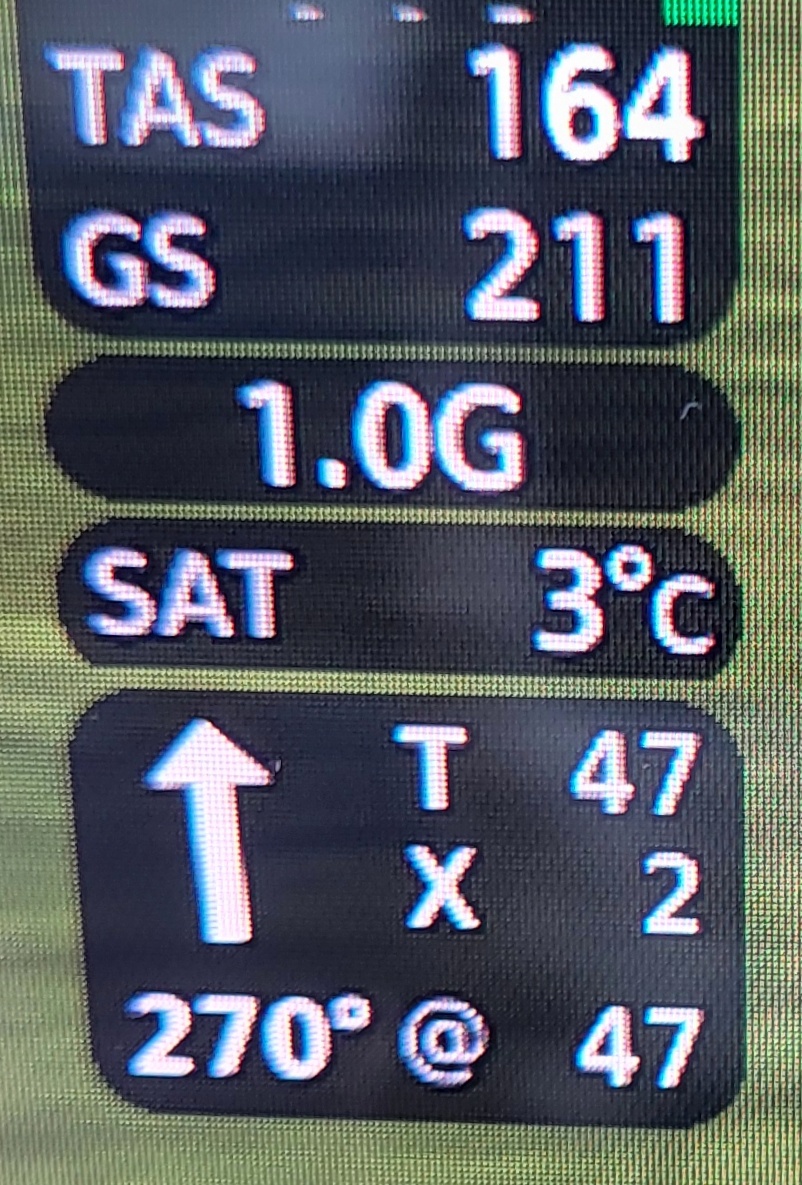 TAS 164
GS 211
1.0G
SAT 3°C
T 47
X 2
270° @ 47